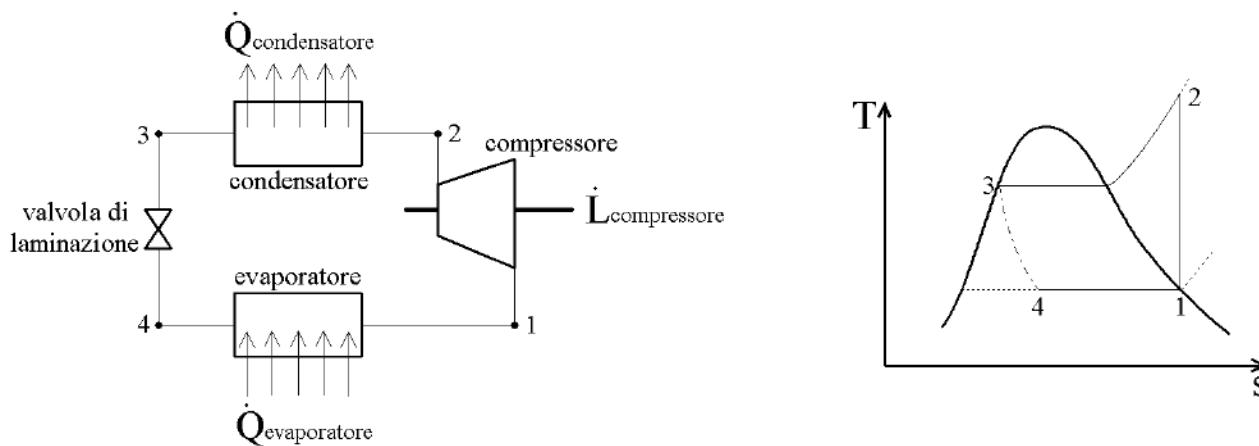 Q̇condensatore
3
2
compressore
condensatore
valvola di
laminazione
L̇compressore
evaporatore
4
1
Q̇evaporatore
T
2
3
4
1
s